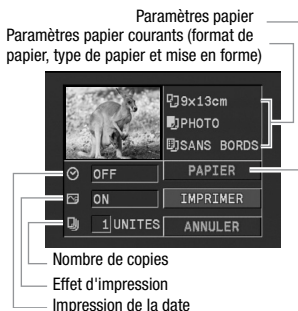 Paramètres papier
Paramètres papier courants (format de
papier, type de papier et mise en forme)
9x13cm
PHOTO
SANS BORDS
OFF
PAPIER
ON
IMPRIMER
1 UNITES
ANNULER
Nombre de copies
Effet d'impression
Impression de la date